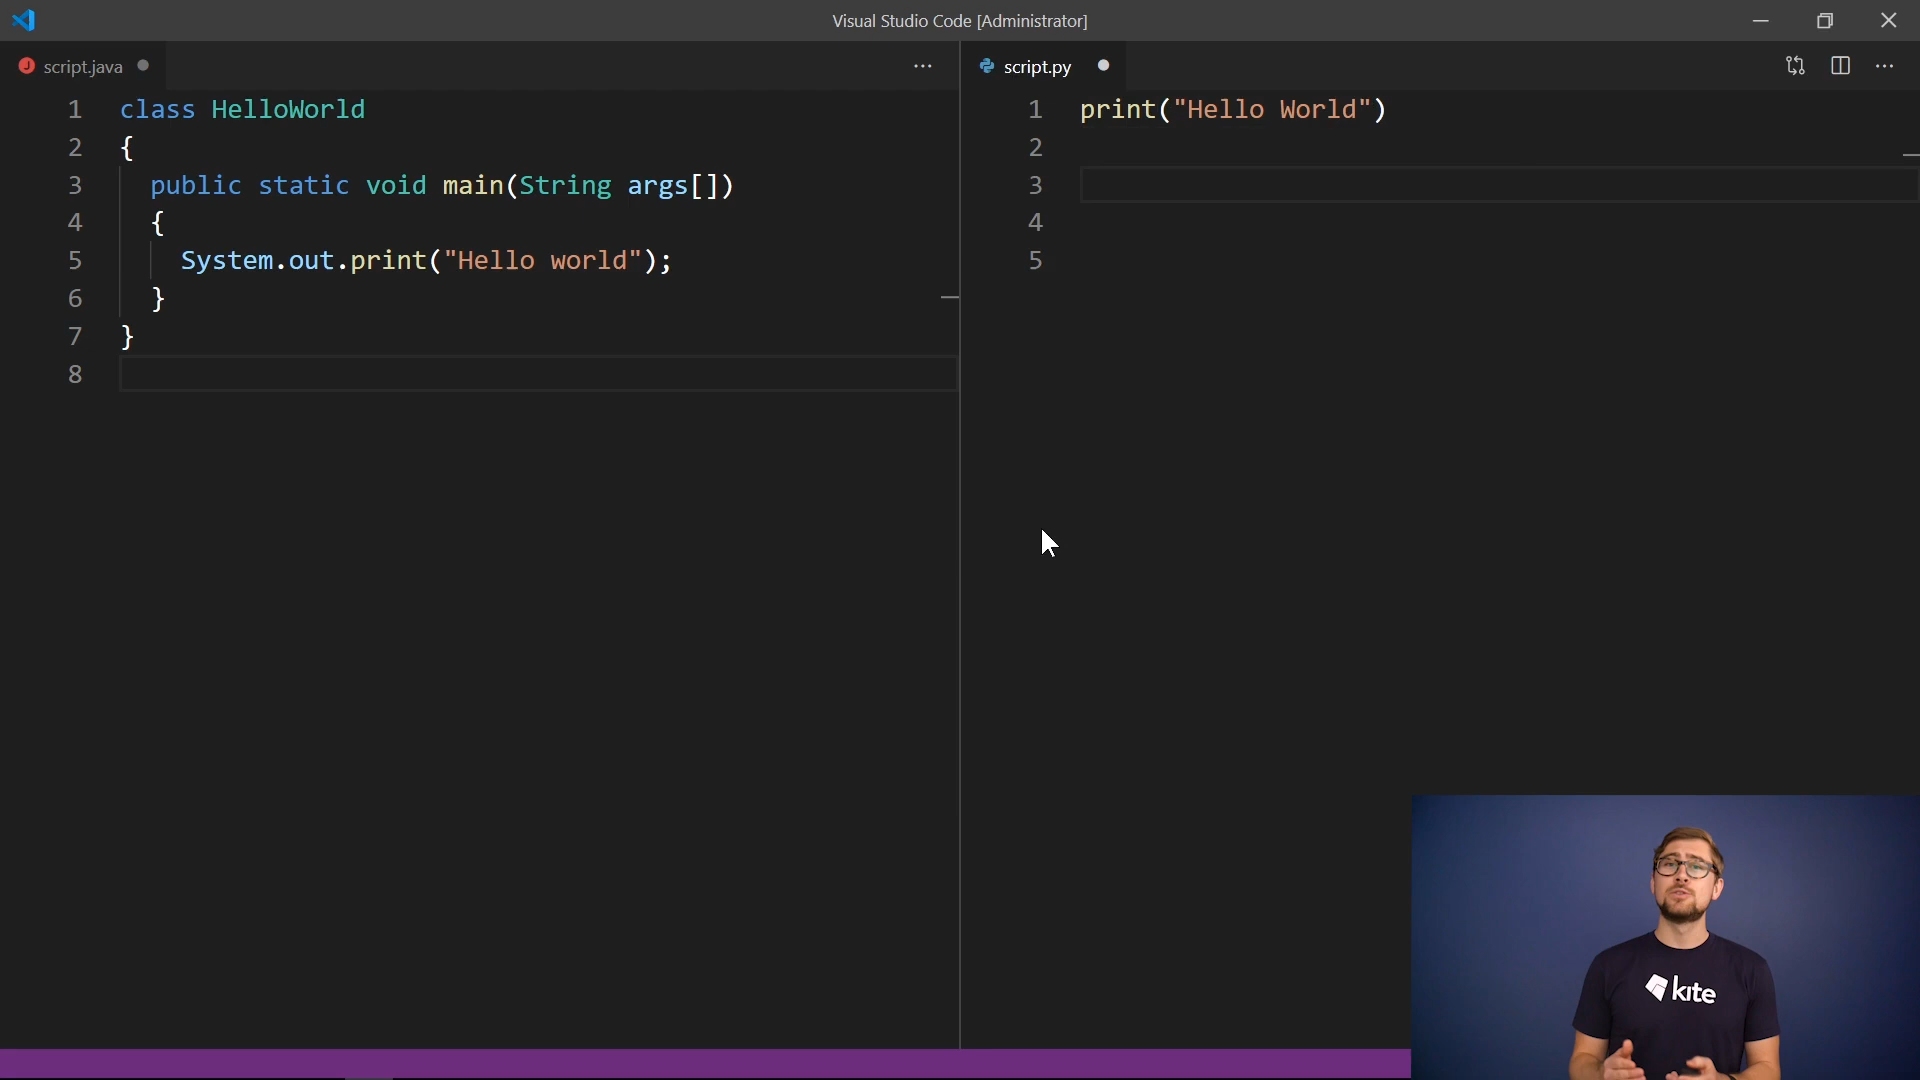 Visual Studio Code [Administrator]
script.java
1 class HelloWorld
2 {
3 public static void main(String args[])
4 {
5 System.out.print("Hello world");
6 }
7 }
8
script.py
1 print("Hello World")
2
3
4
5
kite